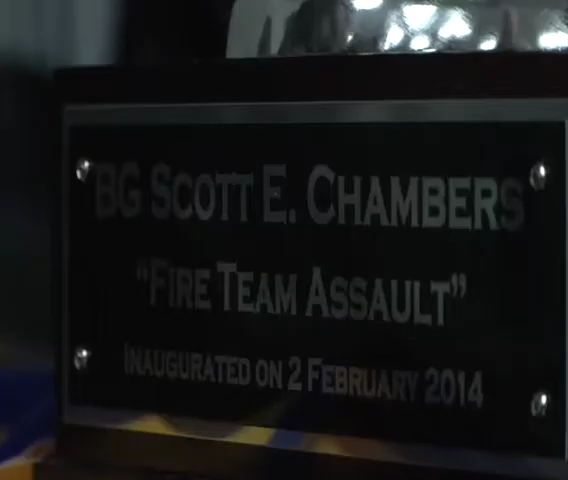 BG SCOTT E. CHAMBERS
"FIRE TEAM ASSAULT"
INAUGURATED ON 2 FEBRUARY 2014